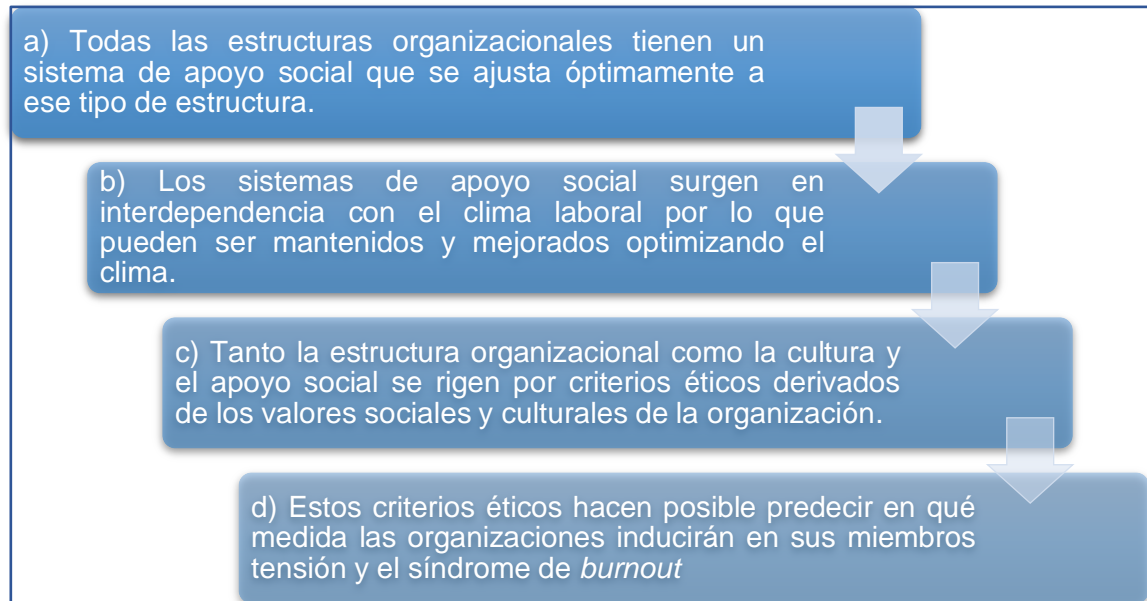 a) Todas las estructuras organizacionales tienen un
sistema de apoyo social que se ajusta óptimamente a
ese tipo de estructura.
b) Los sistemas de apoyo social surgen en
interdependencia con el clima laboral por lo que
pueden ser mantenidos y mejorados optimizando el
clima.
c) Tanto la estructura organizacional como la cultura y
el apoyo social se rigen por criterios éticos derivados
de los valores sociales y culturales de la organización.
d) Estos criterios éticos hacen posible predecir en qué
medida las organizaciones inducirán en sus miembros
tensión y el síndrome de burnout